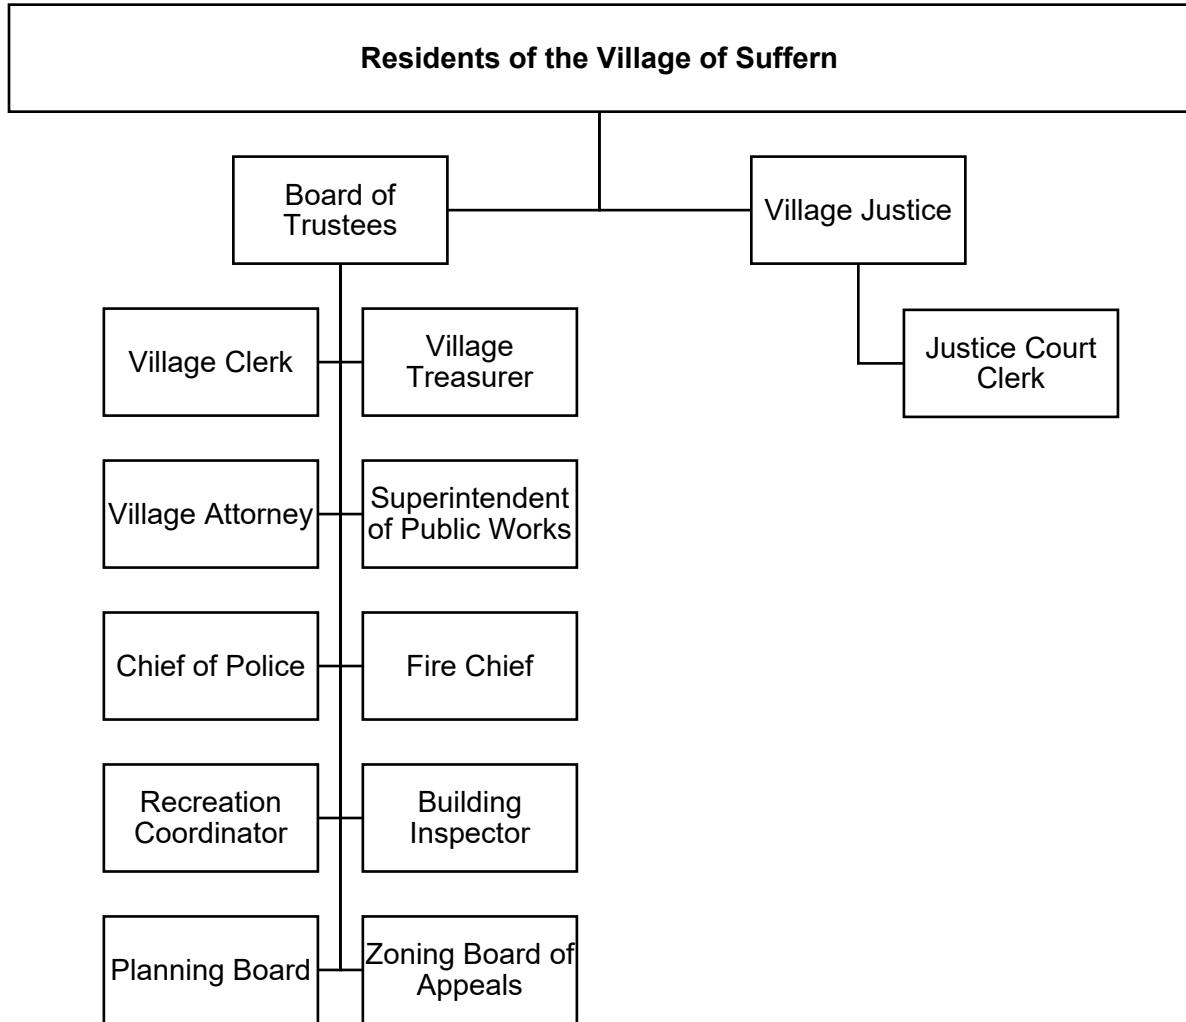 Residents of the Village of Suffern
Board of
Trustees
Village Justice
Village Clerk
Village
Treasurer
Justice Court
Clerk
Village Attorney
Superintendent
of Public Works
Chief of Police
Fire Chief
Recreation
Coordinator
Building
Inspector
Planning Board
Zoning Board of
Appeals